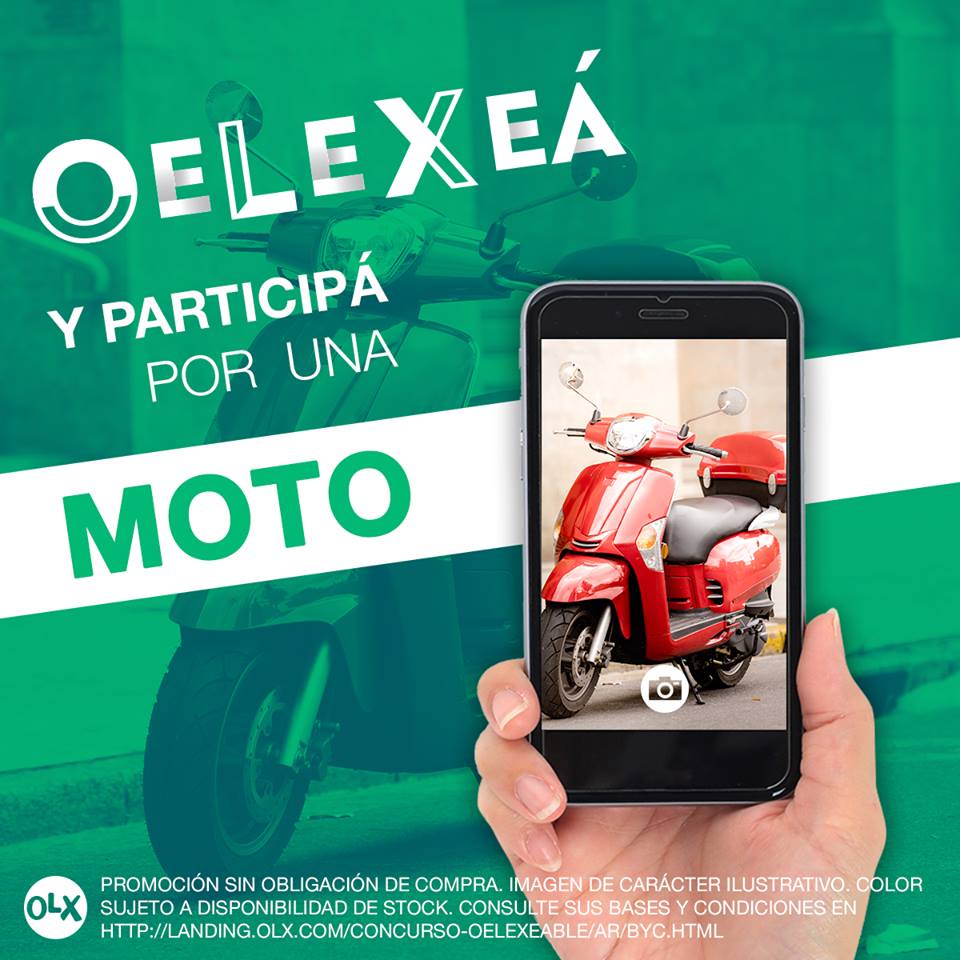 OELEXEÁ
Y PARTICIPÁ
POR UNA
MOTO
OLX
PROMOCIÓN SIN OBLIGACIÓN DE COMPRA. IMAGEN DE CARÁCTER ILUSTRATIVO. COLOR
SUJETO A DISPONIBILIDAD DE STOCK. CONSULTE SUS BASES Y CONDICIONES EN
HTTP://LANDING.OLX.COM/CONCURSO-OELEXEABLE/AR/BYC.HTML